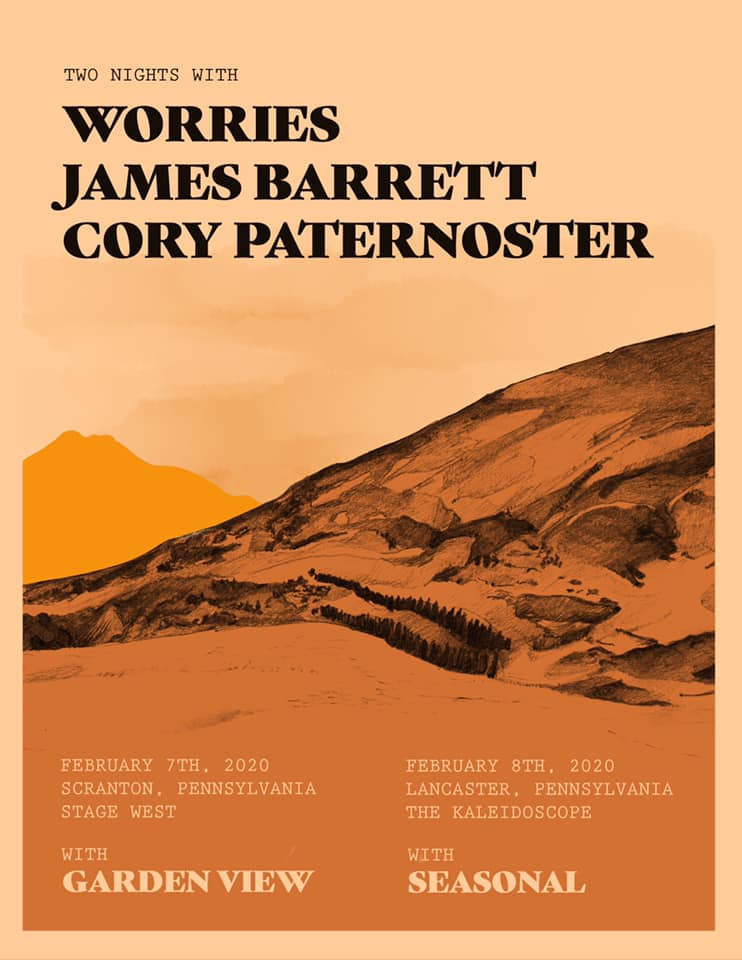 TWO NIGHTS WITH
WORRIES
JAMES BARRETT
CORY PATERNOSTER
FEBRUARY 7TH, 2020
SCRANTON, PENNSYLVANIA
STAGE WEST
WITH
GARDEN VIEW
FEBRUARY 8TH, 2020
LANCASTER, PENNSYLVANIA
THE KALEIDOSCOPE
WITH
SEASONAL